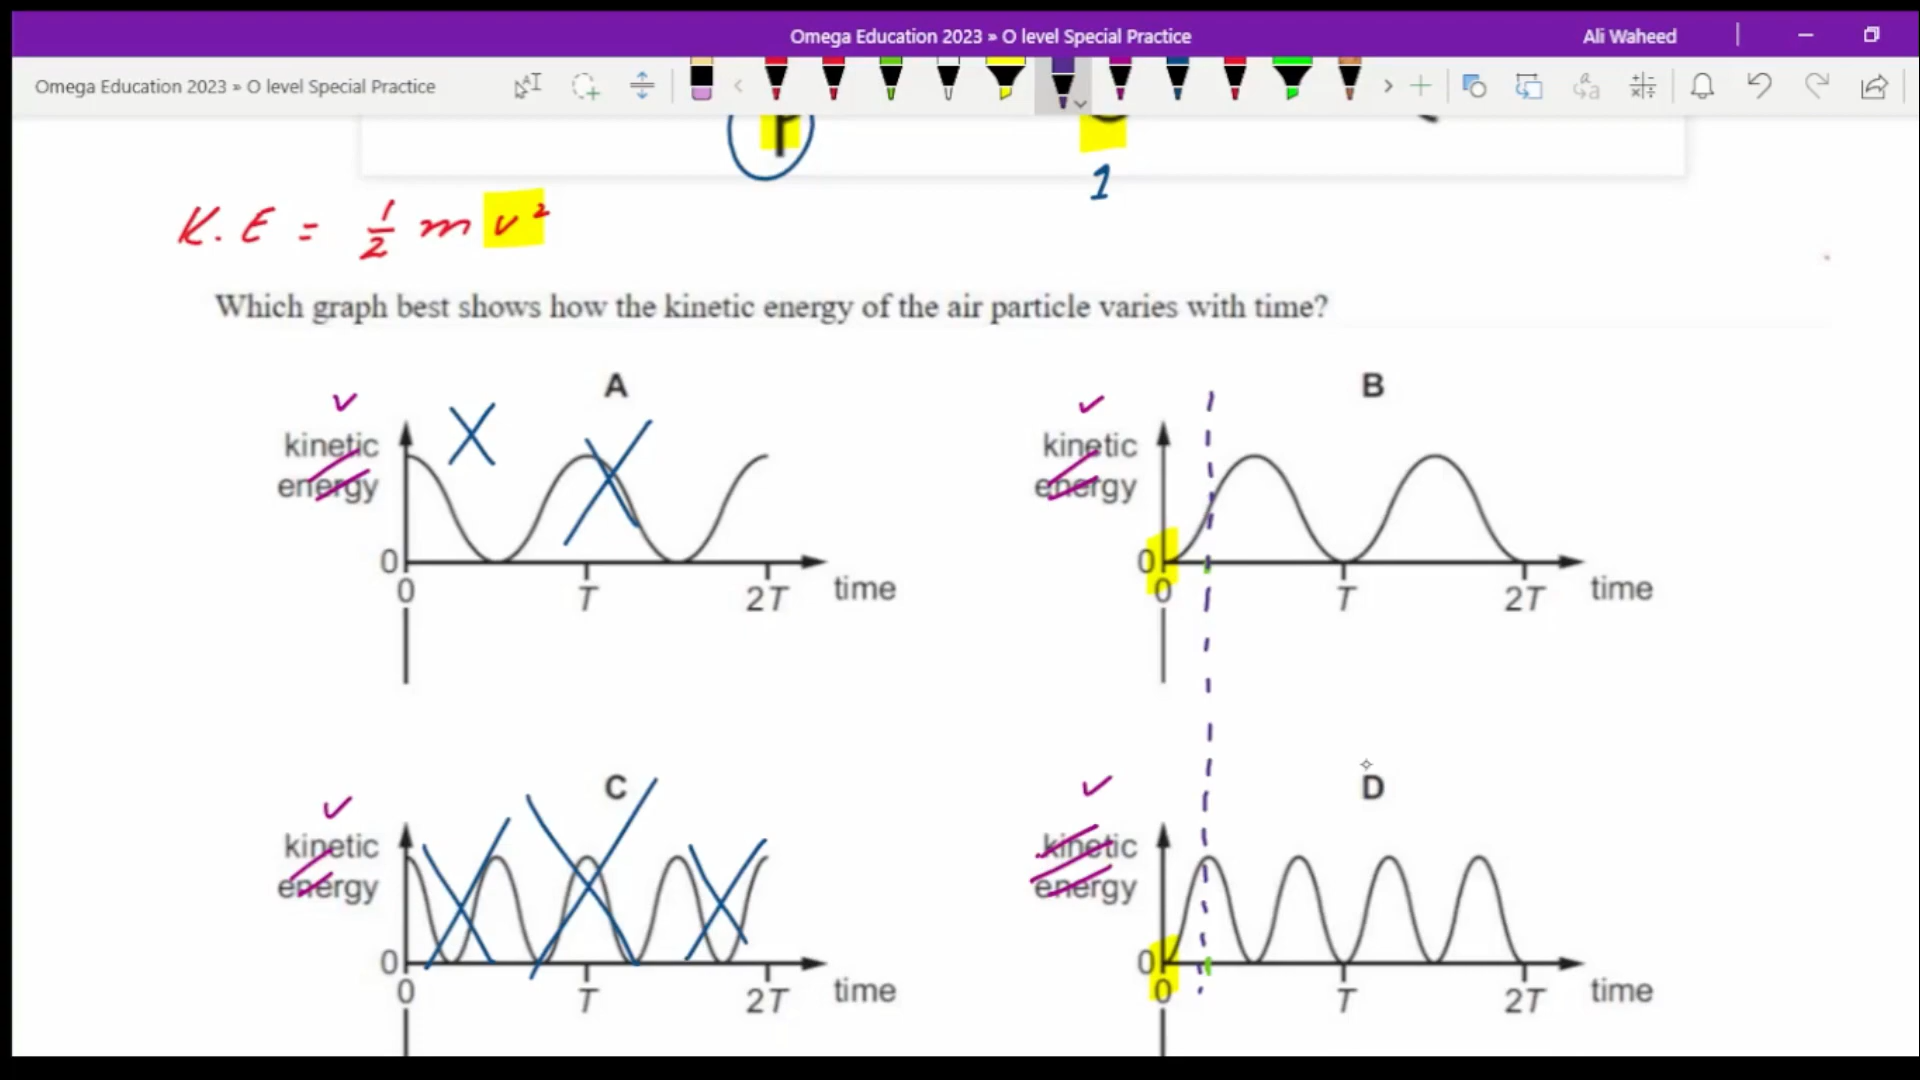 Omega Education 2023 » O level Special Practice
Ali Waheed
Omega Education 2023 » O level Special Practice
P
1
K.E = 1/2 m v²
Which graph best shows how the kinetic energy of the air particle varies with time?
A
kinetic
energy
0
0
T
2T
time
B
kinetic
energy
0
0
T
2T
time
C
kinetic
energy
0
0
T
2T
time
D
kinetic
energy
0
0
T
2T
time